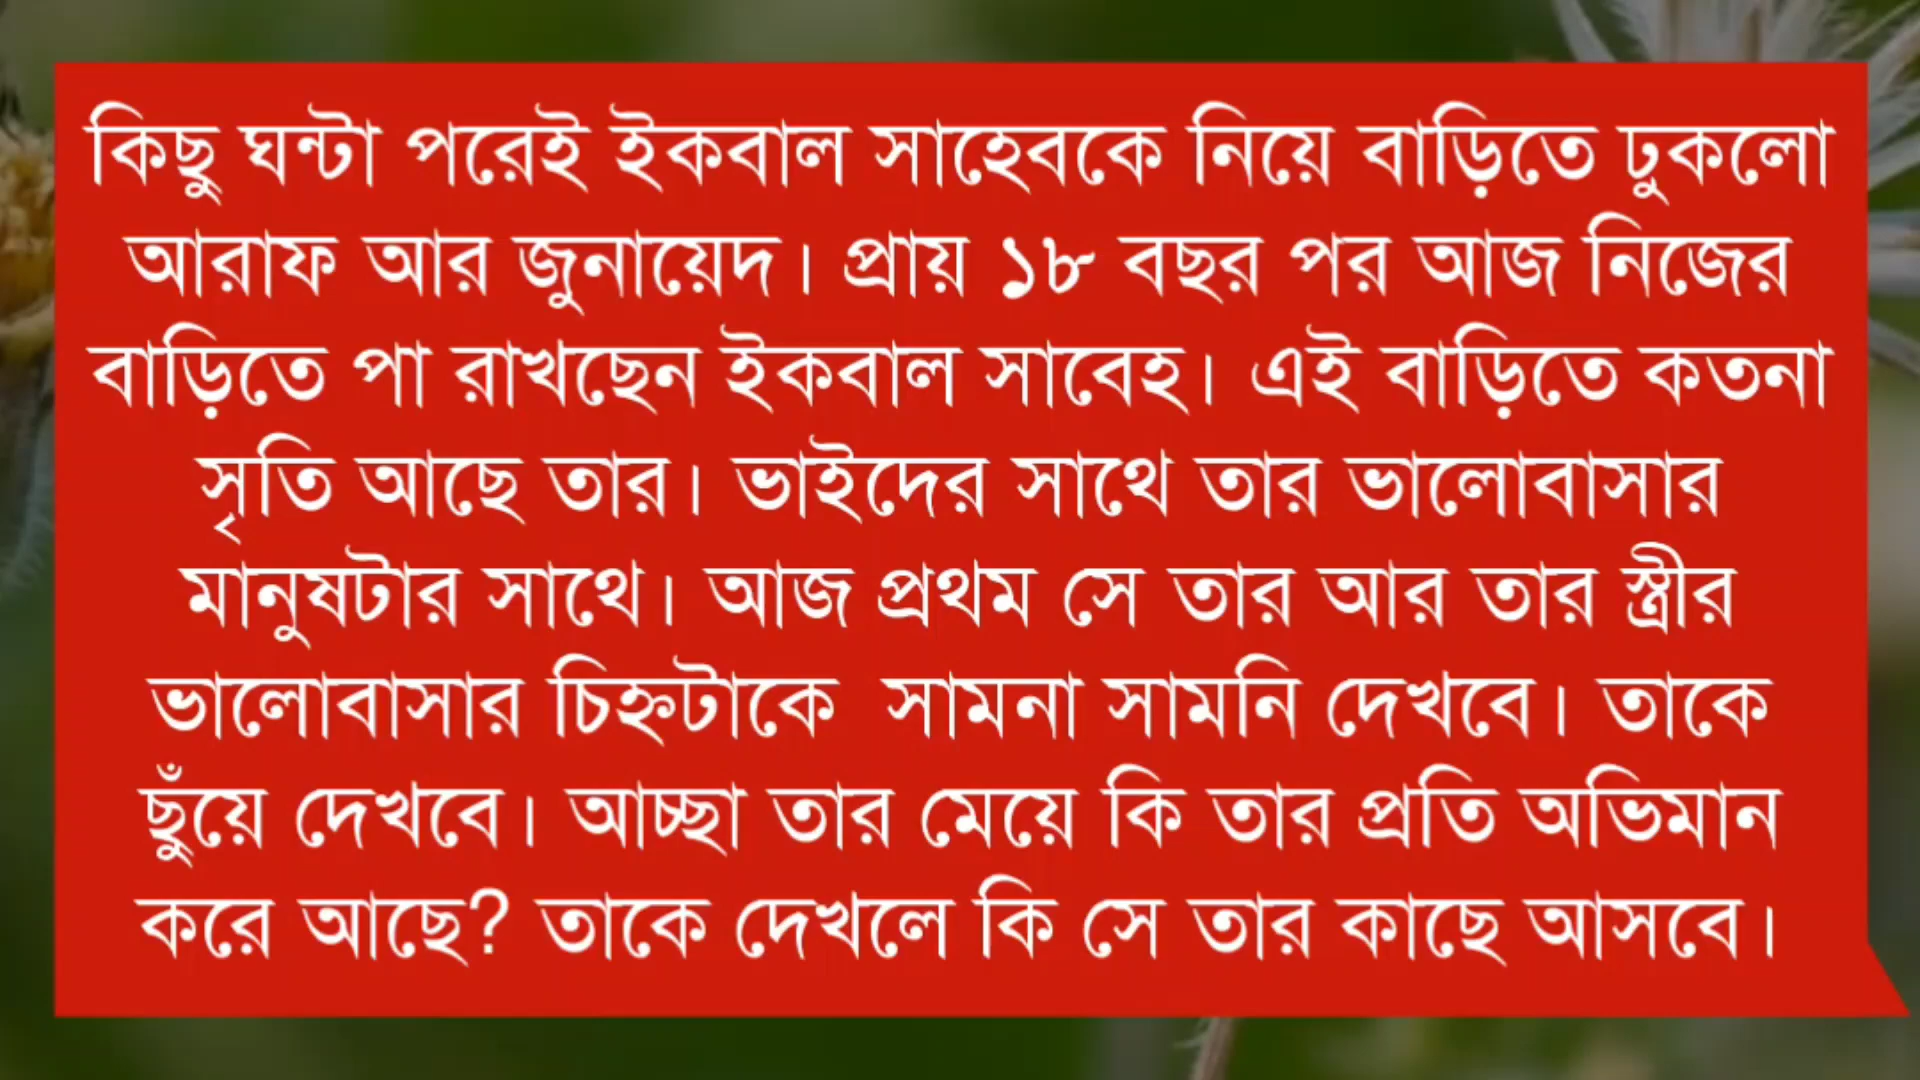 কিছু ঘন্টা পরেই ইকবাল সাহেবকে নিয়ে বাড়িতে ঢুকলো
আরাফ আর জুনায়েদ। প্রায় ১৮ বছর পর আজ নিজের
বাড়িতে পা রাখছেন ইকবাল সাবেহ। এই বাড়িতে কতনা
সৃতি আছে তার। ভাইদের সাথে তার ভালোবাসার
মানুষটার সাথে। আজ প্রথম সে তার আর তার স্ত্রীর
ভালোবাসার চিহ্নটাকে  সামনা সামনি দেখবে। তাকে
ছুঁয়ে দেখবে। আচ্ছা তার মেয়ে কি তার প্রতি অভিমান
করে আছে? তাকে দেখলে কি সে তার কাছে আসবে।